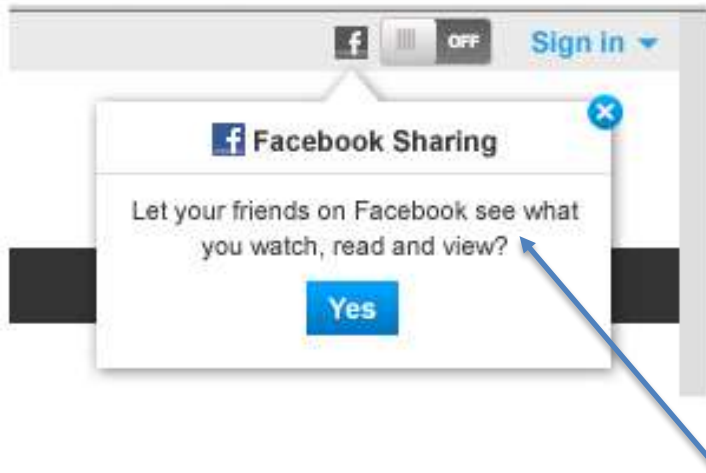 f OFF Sign in
f Facebook Sharing
Let your friends on Facebook see what
you watch, read and view?
Yes